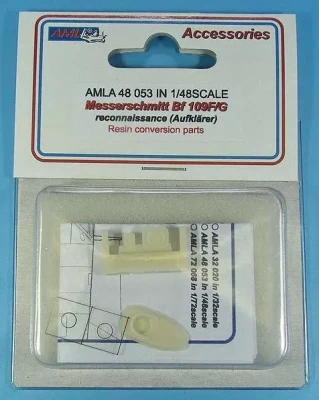 AML
Accessories
AMLA 48 053 IN 1/48SCALE
Messerschmitt Bf 109F/G
reconnaissance (Aufklärer)
Resin conversion parts
AMLA 32 020 in 1/32scale
AMLA 48 053 in 1/48scale
AMLA 72 068 in 1/72scale